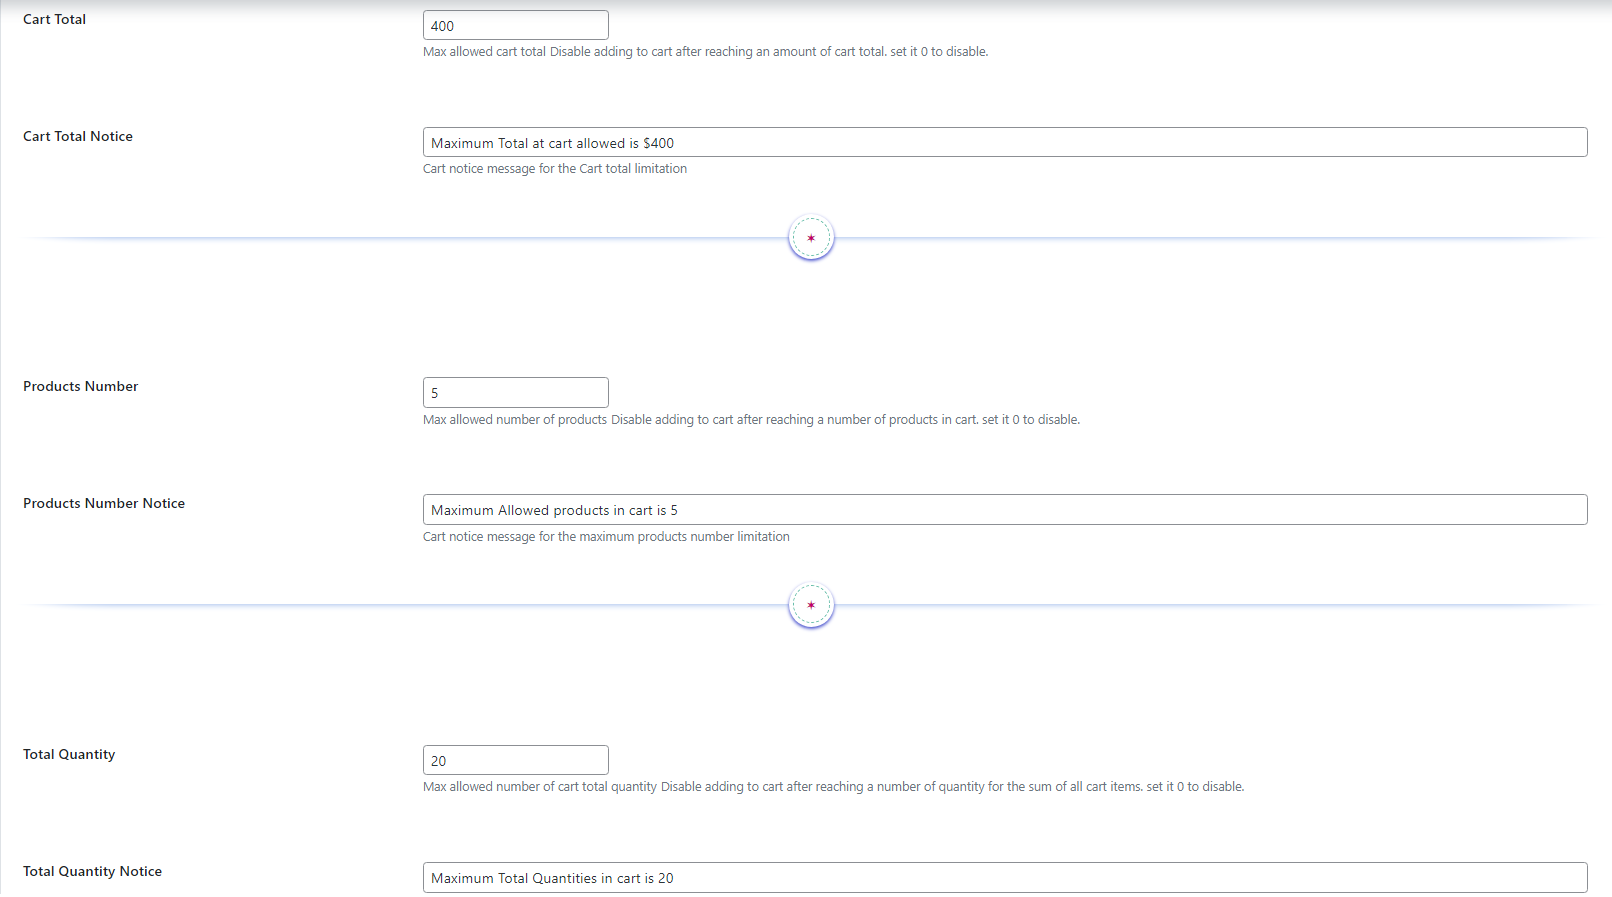 Cart Total
400
Max allowed cart total Disable adding to cart after reaching an amount of cart total. set it 0 to disable.
Cart Total Notice
Maximum Total at cart allowed is $400
Cart notice message for the Cart total limitation
Products Number
5
Max allowed number of products Disable adding to cart after reaching a number of products in cart. set it 0 to disable.
Products Number Notice
Maximum Allowed products in cart is 5
Cart notice message for the maximum products number limitation
Total Quantity
20
Max allowed number of cart total quantity Disable adding to cart after reaching a number of quantity for the sum of all cart items. set it 0 to disable.
Total Quantity Notice
Maximum Total Quantities in cart is 20